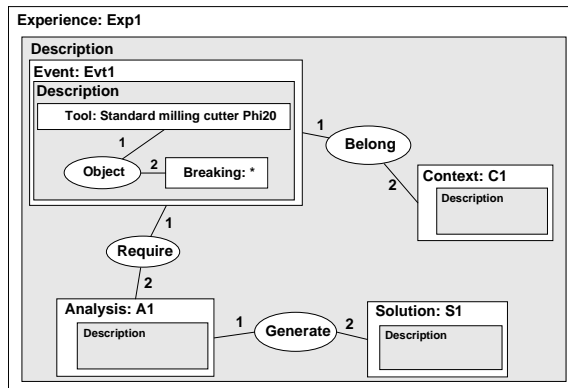 Experience: Exp1
Description
Event: Evt1
Description
Tool: Standard milling cutter Phi20
1
Object
2
Breaking: *
1
Belong
2
Context: C1
Description
1
Require
2
Analysis: A1
Description
1
Generate
2
Solution: S1
Description